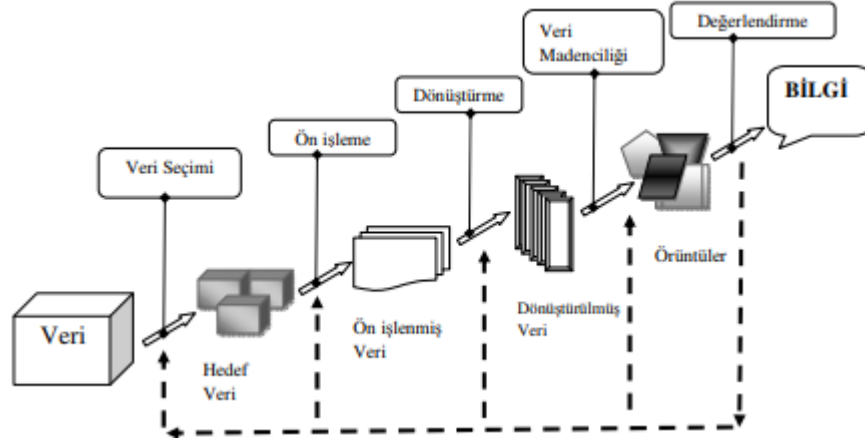 Değerlendirme
Veri
Madenciliği
BİLGİ
Dönüştürme
Ön işleme
Veri Seçimi
Örüntüler
Dönüştürülmüş
Veri
Ön işlenmiş
Veri
Veri
Hedef
Veri